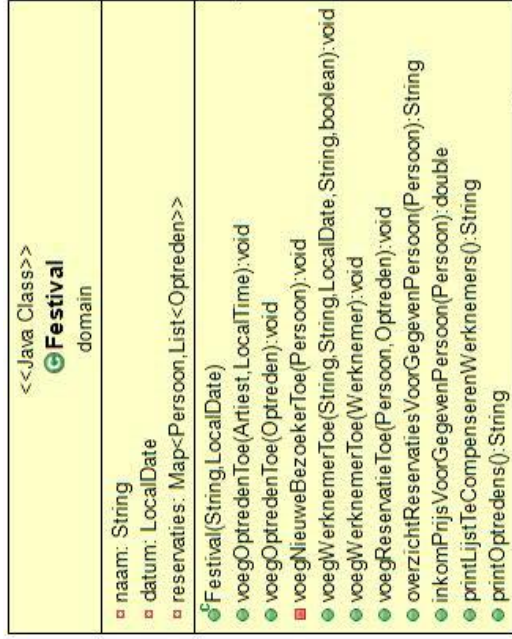 <<Java Class>>
Festival
domain
naam: String
datum: LocalDate
reservaties: Map<Persoon,List<Optreden>>
Festival(String,LocalDate)
voegOptredenToe(Artiest,LocalTime):void
voegOptredenToe(Optreden):void
voegNieuweBezoekerToe(Persoon):void
voegWerknemerToe(String,String,LocalDate,String,boolean):void
voegWerknemerToe(Werknemer):void
voegReservatieToe(Persoon,Optreden):void
overzichtReservatiesVoorGegevenPersoon(Persoon):String
inkomPrijsVoorGegevenPersoon(Persoon):double
printLijstTeCompenserenWerknemers():String
printOptredens():String